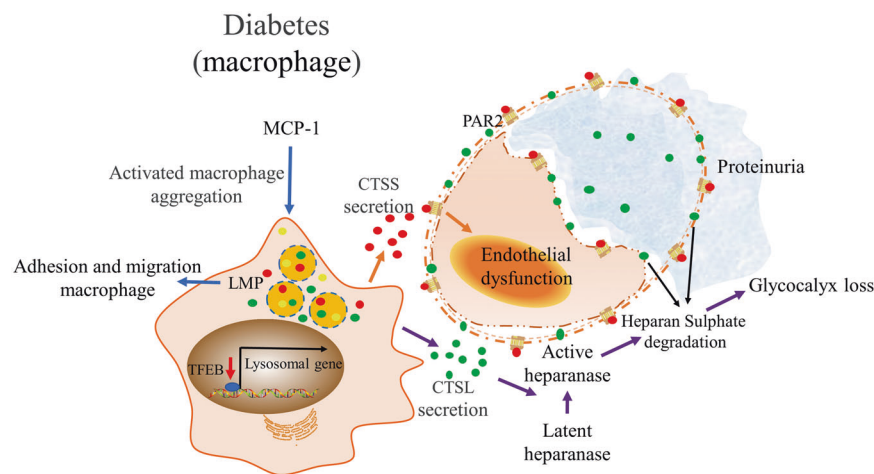 Diabetes
(macrophage)
MCP-1
Activated macrophage
aggregation
Adhesion and migration
macrophage
LMP
TFEB
Lysosomal gene
CTSS
secretion
PAR2
Endothelial
dysfunction
Proteinuria
CTSL
secretion
Active
heparanase
Latent
heparanase
Heparan Sulphate
degradation
Glycocalyx loss